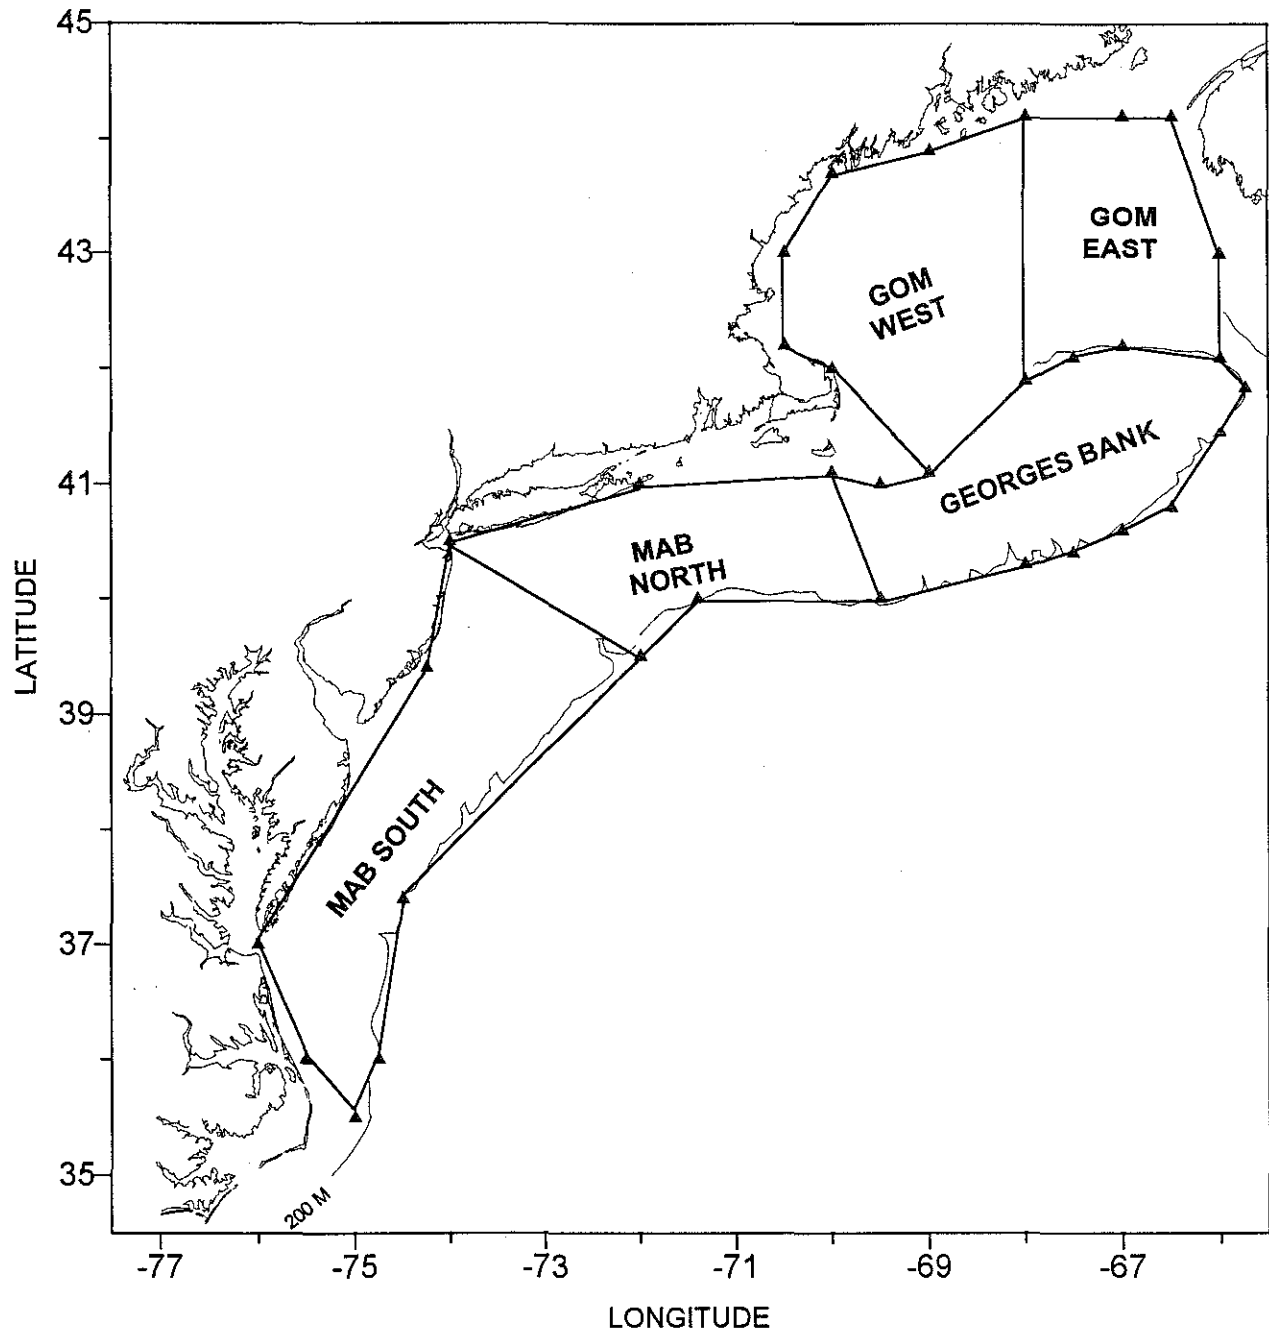 45
43
41
39
37
35
LATITUDE
GOM
EAST
GOM
WEST
GEORGES BANK
MAB
NORTH
MAB SOUTH
200 M
-77
-75
-73
-71
-69
-67
LONGITUDE